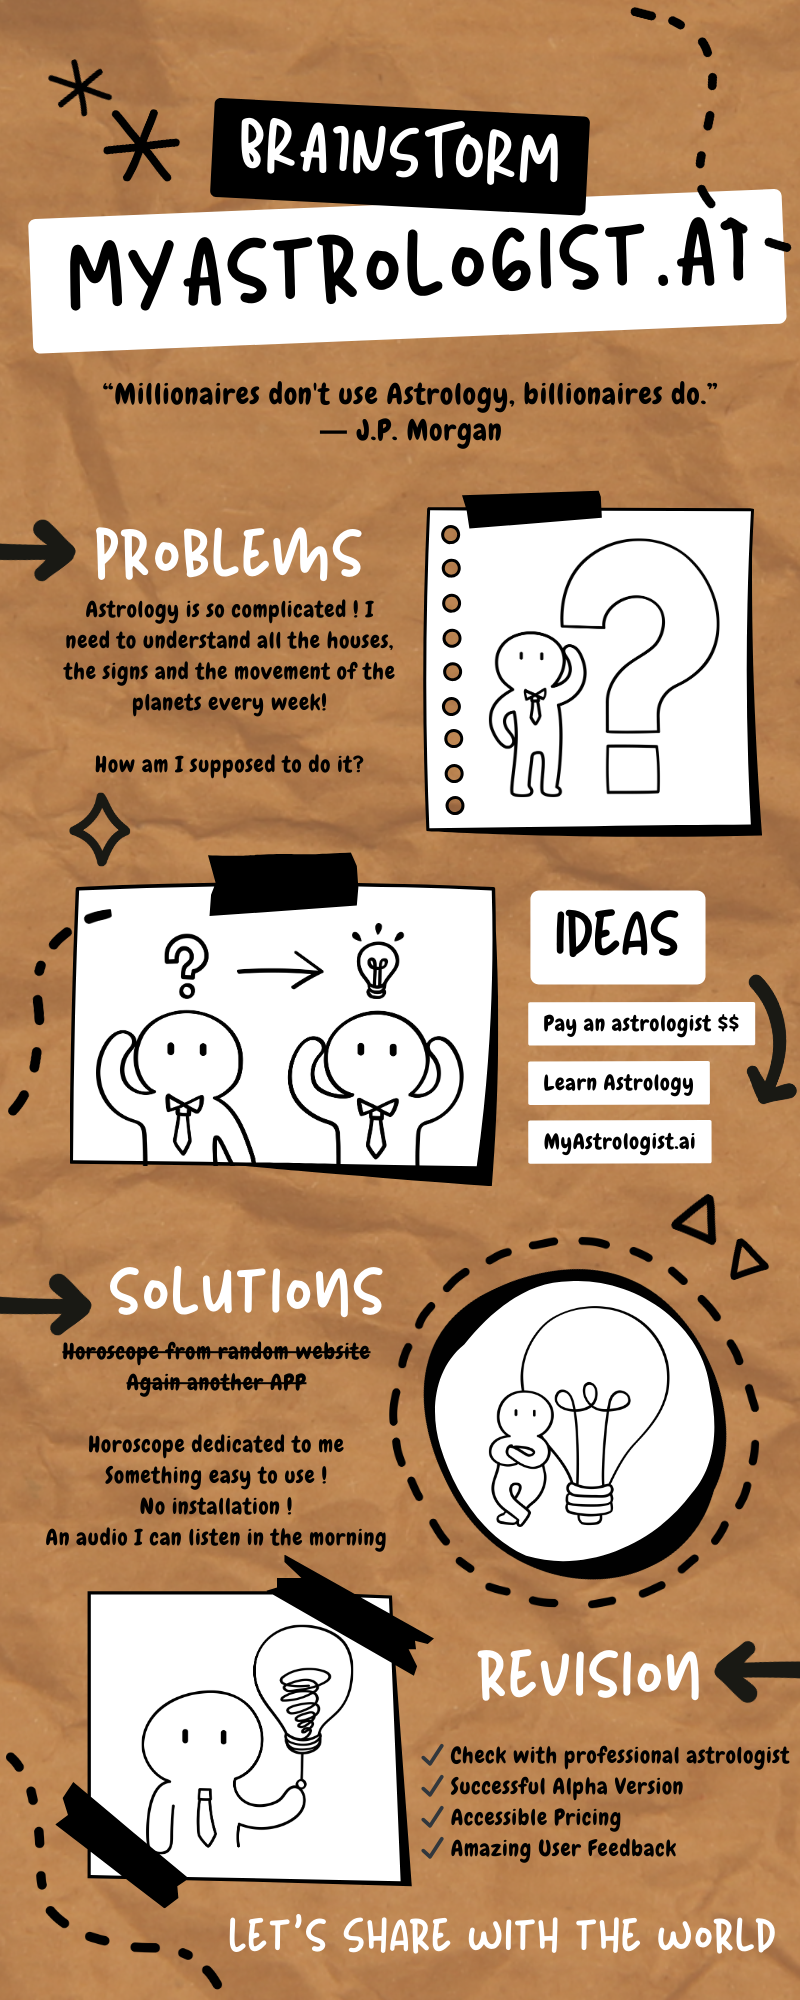 BRAINSTORM
MYASTROLOGIST.AI
“Millionaires don't use Astrology, billionaires do.”
— J.P. Morgan
PROBLEMS
Astrology is so complicated ! I
need to understand all the houses,
the signs and the movement of the
planets every week!
How am I supposed to do it?
IDEAS
Pay an astrologist $$
Learn Astrology
MyAstrologist.ai
SOLUTIONS
Horoscope from random website
Again another APP
Horoscope dedicated to me
Something easy to use !
No installation !
An audio I can listen in the morning
REVISION
Check with professional astrologist
Successful Alpha Version
Accessible Pricing
Amazing User Feedback
LET'S SHARE WITH THE WORLD